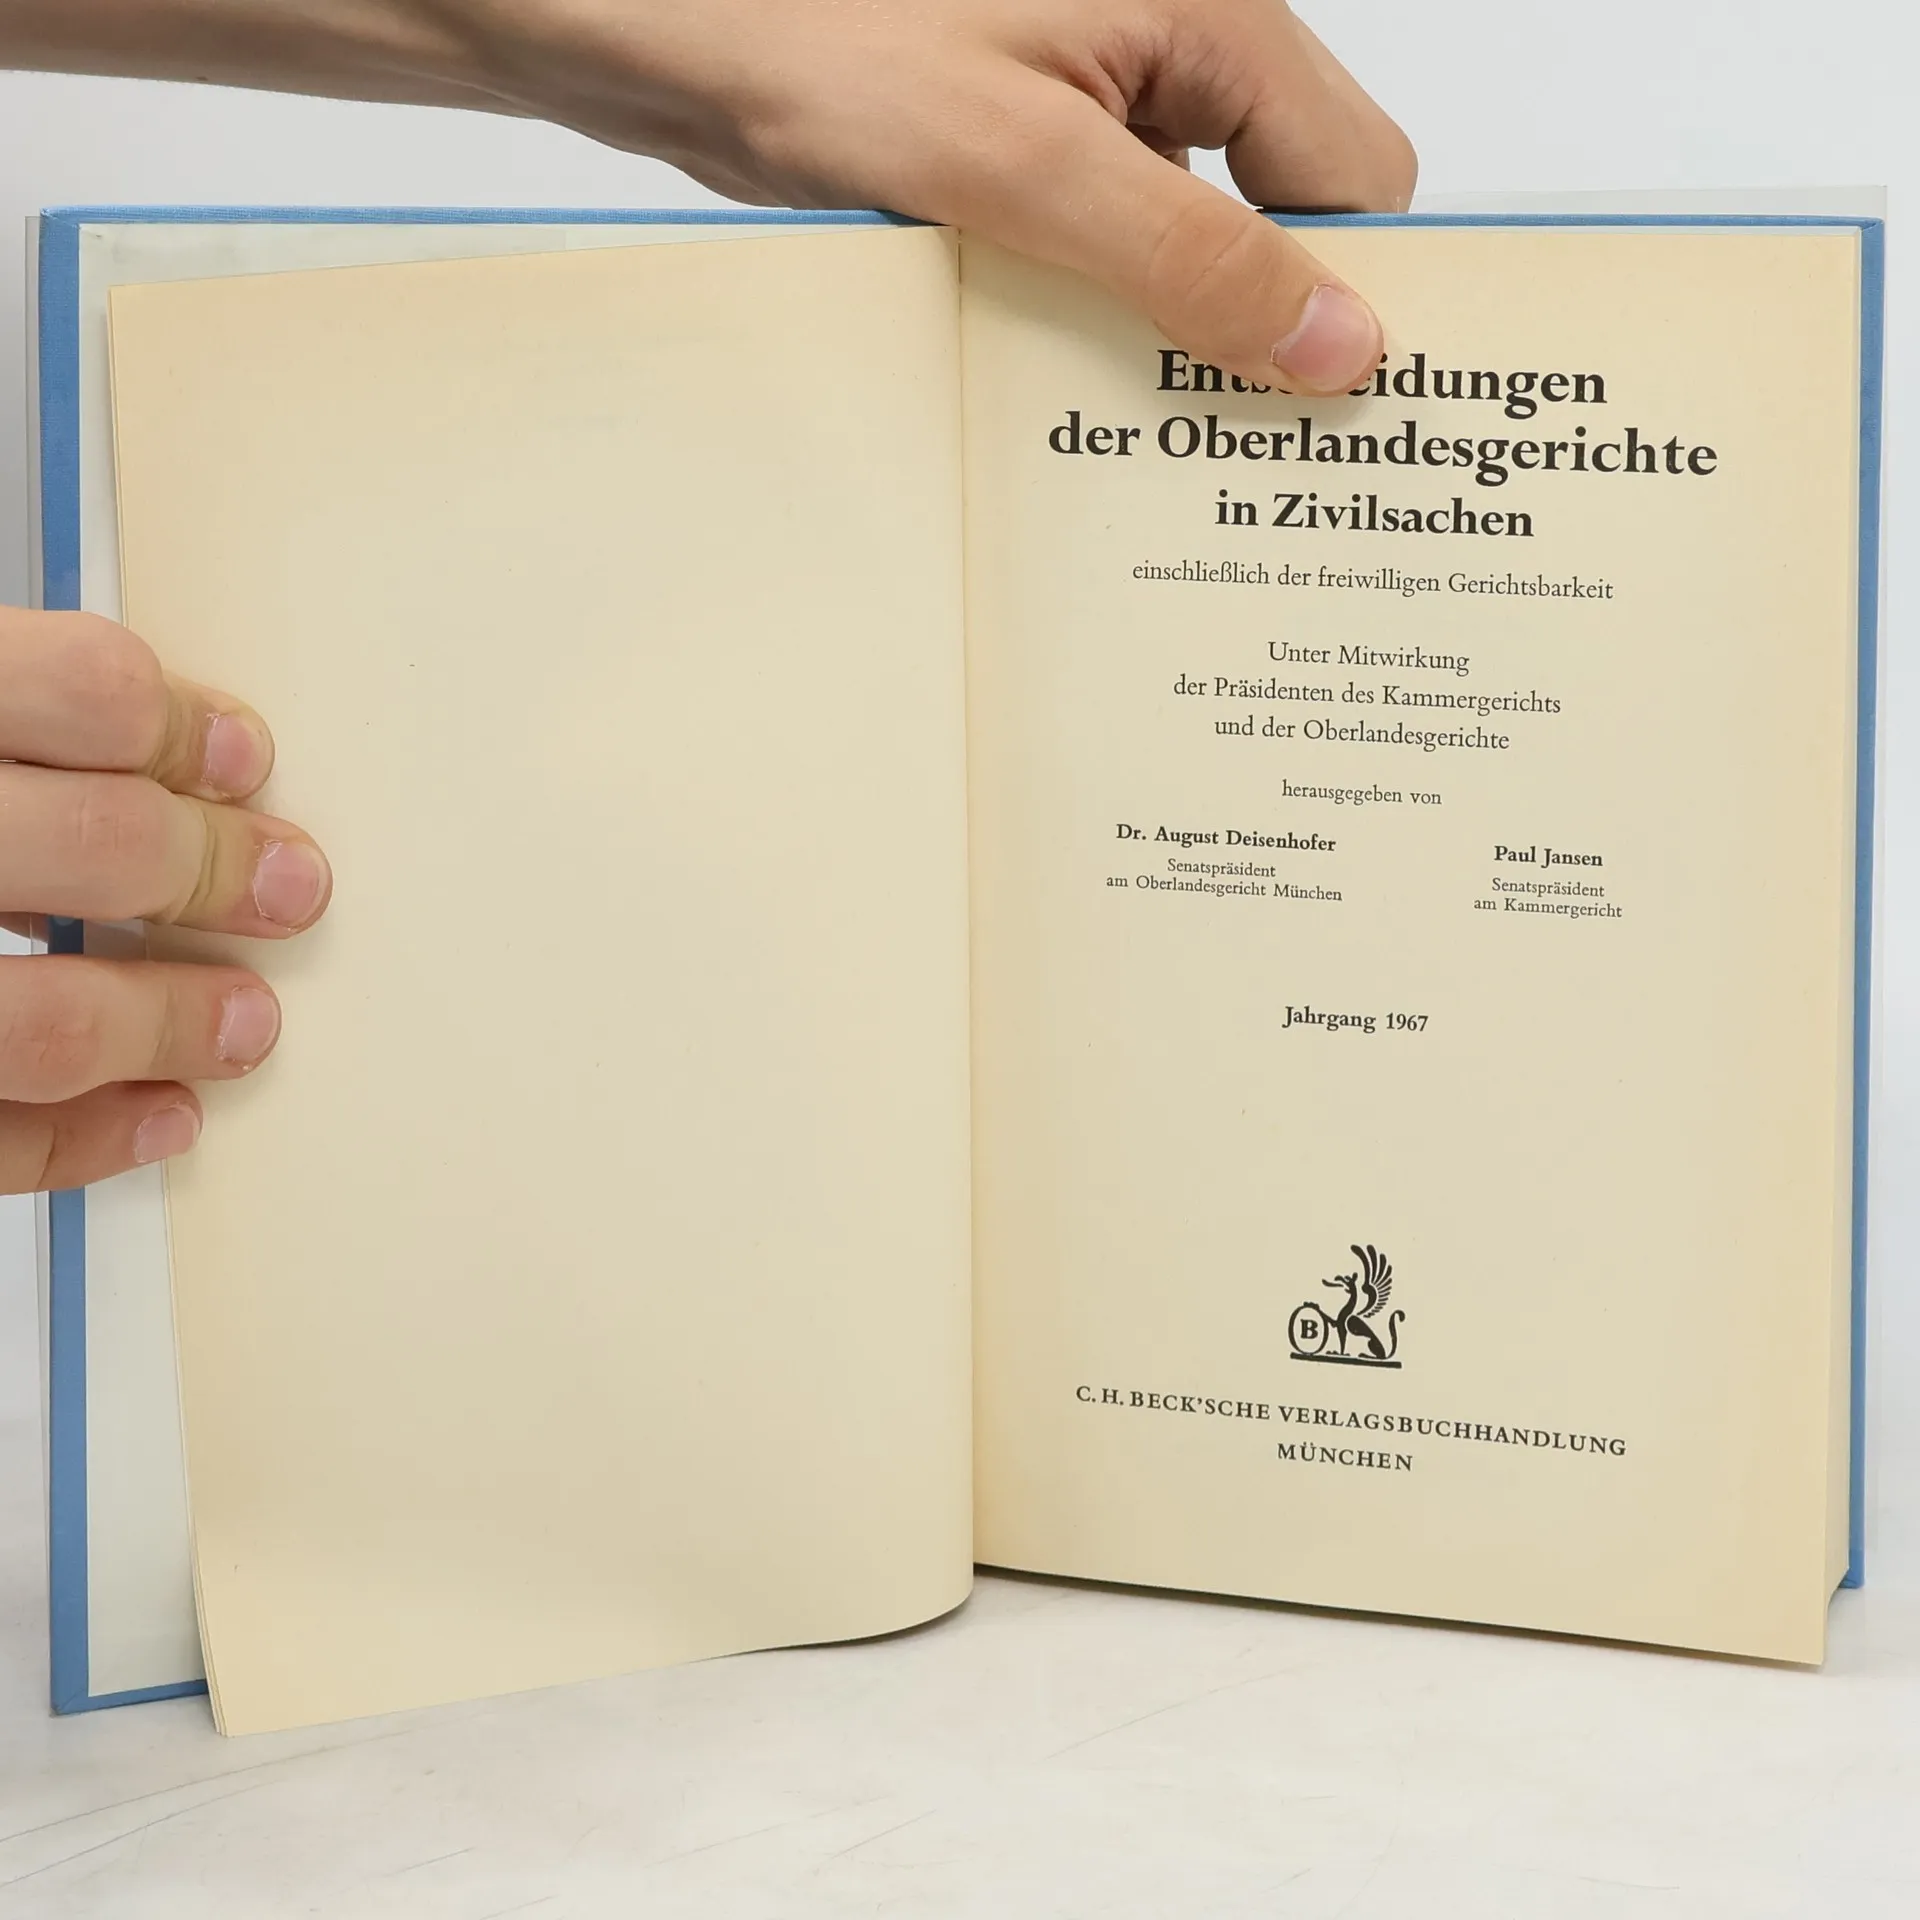 Entscheidungen
der Oberlandesgerichte
in Zivilsachen
einschließlich der freiwilligen Gerichtsbarkeit
Unter Mitwirkung
der Präsidenten des Kammergerichts
und der Oberlandesgerichte
herausgegeben von
Dr. August Deisenhofer
Senatspräsident
am Oberlandesgericht München
Paul Jansen
Senatspräsident
am Kammergericht
Jahrgang 1967
B
C. H. BECK'SCHE VERLAGSBUCHHANDLUNG
MÜNCHEN